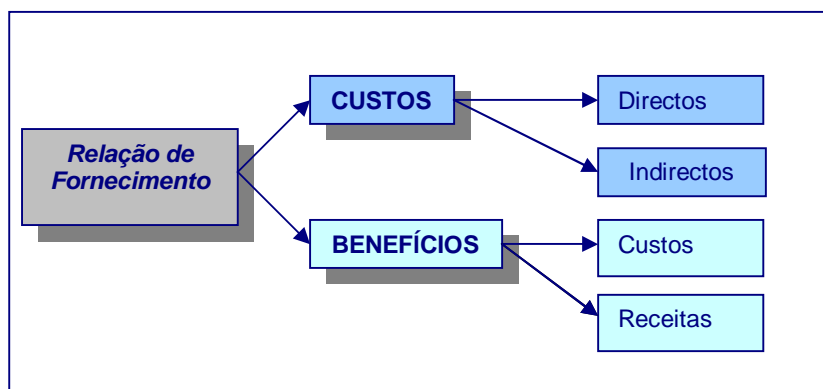 Relação de
Fornecimento
CUSTOS
Directos
Indirectos
BENEFÍCIOS
Custos
Receitas